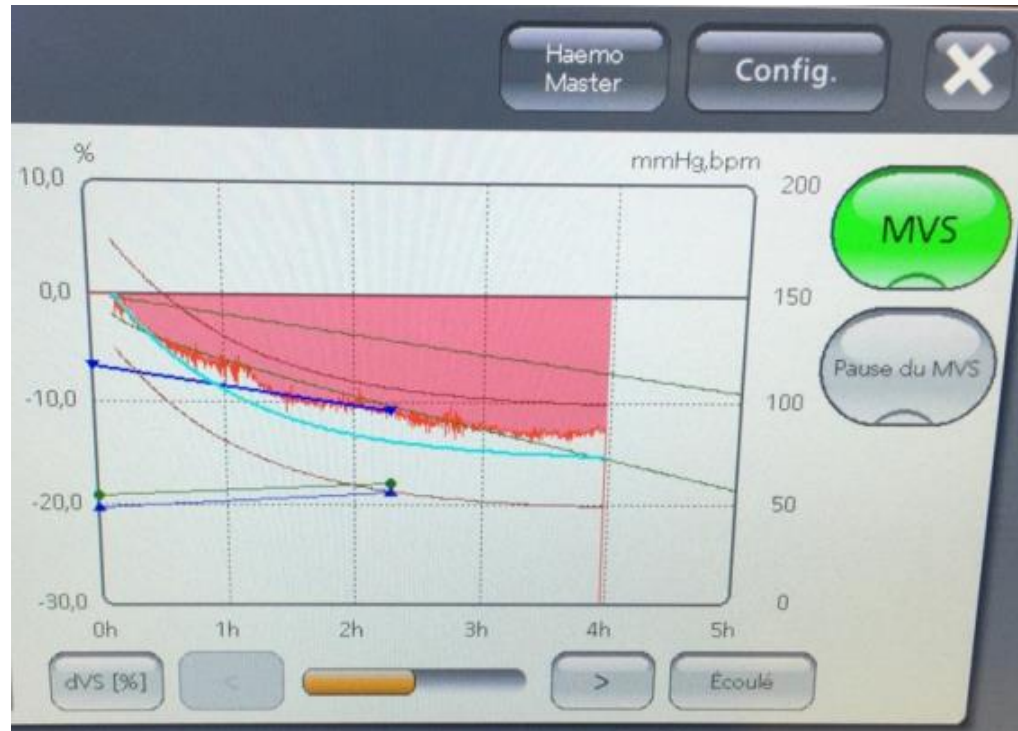 Haemo
Master
Config.
%
mmHg,bpm
10,0
200
MVS
0,0
150
Pause du MVS
-10,0
100
-20,0
50
-30,0
0
0h 1h 2h 3h 4h 5h
dVS [%]
<
>
Écoulé